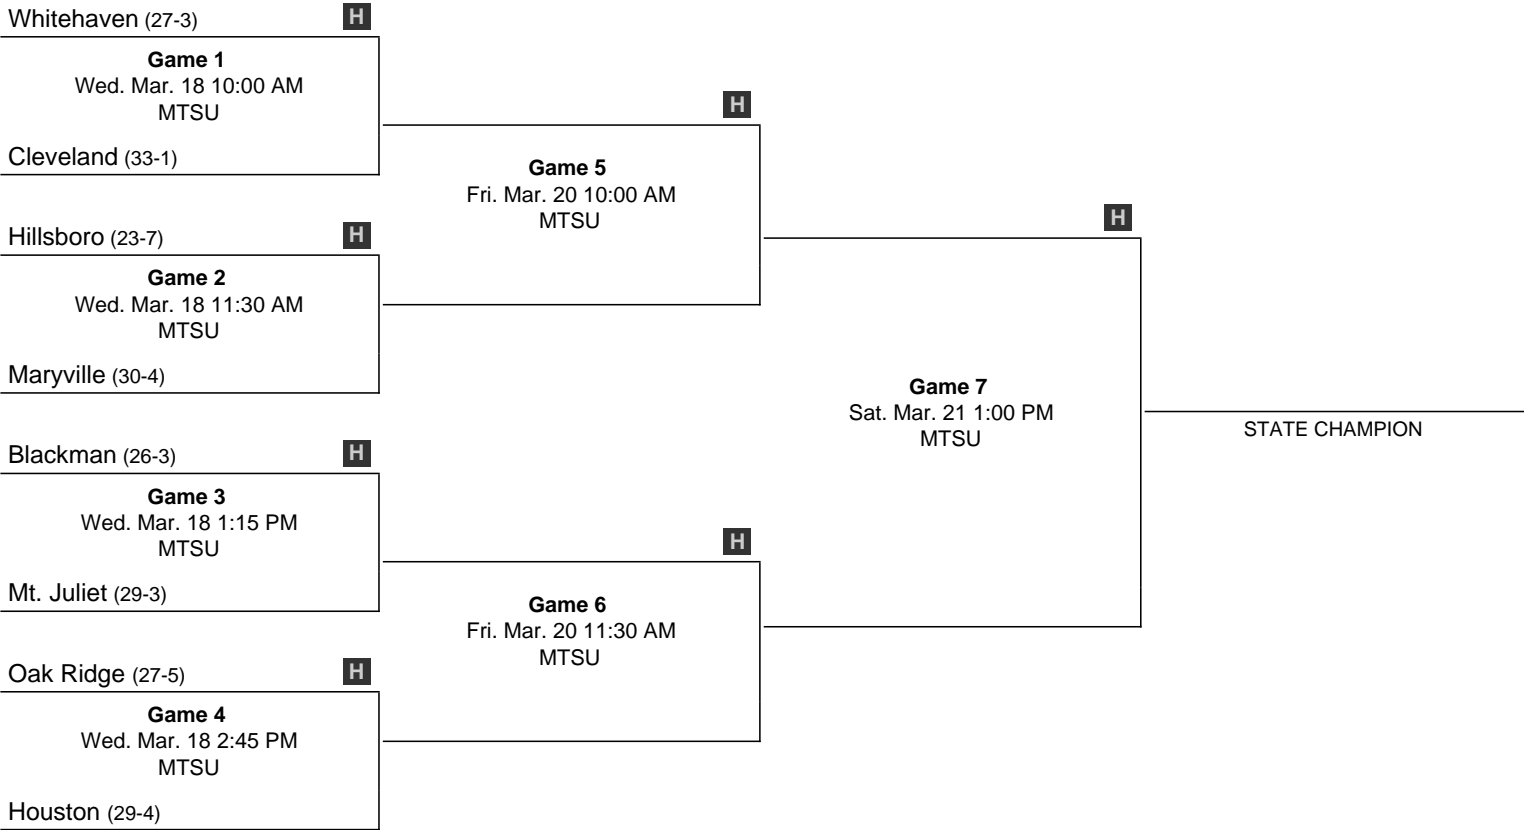 Whitehaven (27-3) H
Game 1
Wed. Mar. 18 10:00 AM
MTSU
Cleveland (33-1)
Hillsboro (23-7) H
Game 2
Wed. Mar. 18 11:30 AM
MTSU
Maryville (30-4)
Blackman (26-3) H
Game 3
Wed. Mar. 18 1:15 PM
MTSU
Mt. Juliet (29-3)
Oak Ridge (27-5) H
Game 4
Wed. Mar. 18 2:45 PM
MTSU
Houston (29-4)
H
Game 5
Fri. Mar. 20 10:00 AM
MTSU
H
Game 6
Fri. Mar. 20 11:30 AM
MTSU
H
Game 7
Sat. Mar. 21 1:00 PM
MTSU
STATE CHAMPION